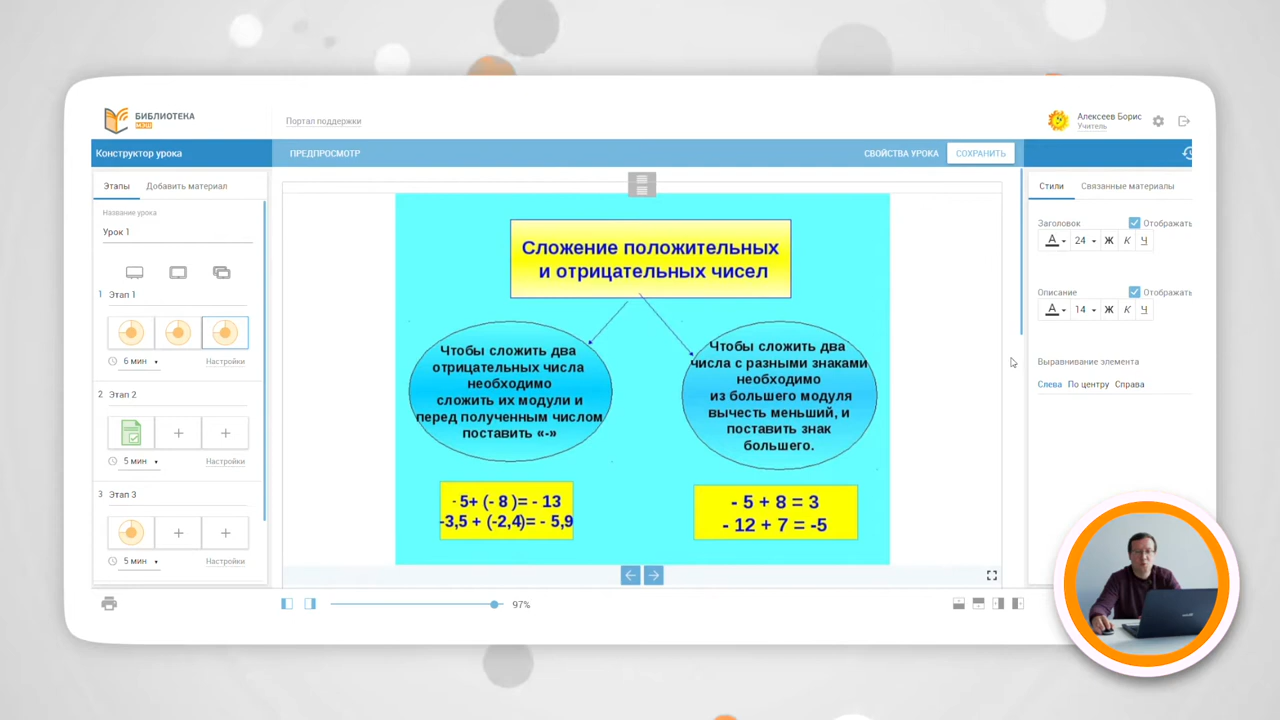 БИБЛИОТЕКА
МЭШ
Портал поддержки
Алексеев Борис
Учитель
Конструктор урока
ПРЕДПРОСМОТР
СВОЙСТВА УРОКА
СОХРАНИТЬ
Этапы
Добавить материал
Название урока
Урок 1
1 Этап 1
6 мин
Настройки
2 Этап 2
5 мин
Настройки
3 Этап 3
5 мин
Настройки
Сложение положительных
и отрицательных чисел
Чтобы сложить два
отрицательных числа
необходимо
сложить их модули и
перед полученным числом
поставить «-»
Чтобы сложить два
числа с разными знаками
необходимо
из большего модуля
вычесть меньший, и
поставить знак
большего.
- 5+ (- 8 )= - 13
-3,5 + (-2,4)= - 5,9
- 5 + 8 = 3
- 12 + 7 = -5
97%
Стили
Связанные материалы
Заголовок
Отображать
А 24 Ж К Ч
Описание
Отображать
А 14 Ж К Ч
Выравнивание элемента
Слева По центру Справа